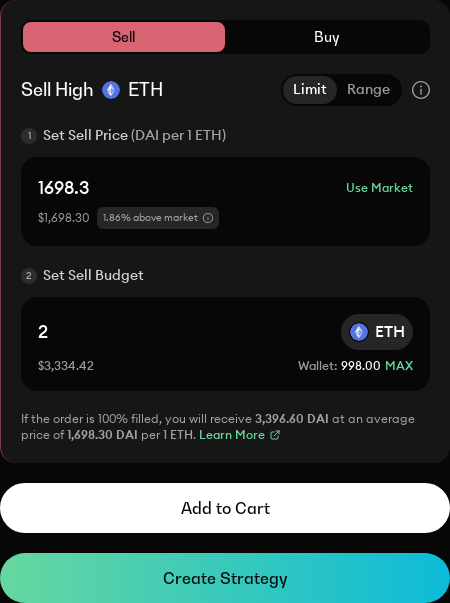 Sell Buy
Sell High ETH Limit Range
1 Set Sell Price (DAI per 1 ETH)
1698.3 Use Market
$1,698.30 1.86% above market
2 Set Sell Budget
2 ETH
$3,334.42 Wallet: 998.00 MAX
If the order is 100% filled, you will receive 3,396.60 DAI at an average
price of 1,698.30 DAI per 1 ETH. Learn More
Add to Cart
Create Strategy